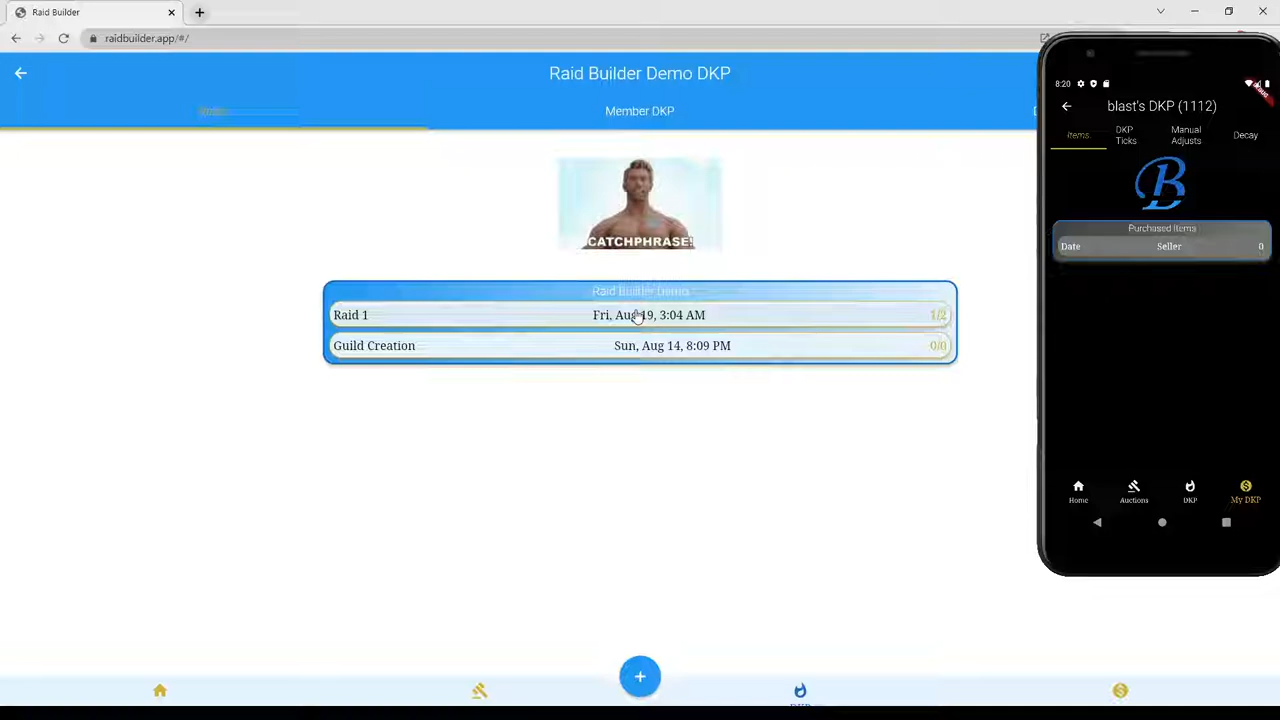 Raid Builder
raidbuilder.app/#/
Raid Builder Demo DKP
Member DKP
CATCHPHRASE!
Raid Builder Demo
Raid 1 Fri, Aug 19, 3:04 AM 1/2
Guild Creation Sun, Aug 14, 8:09 PM 0/0
8:20
blast's DKP (1112)
Items
DKP Ticks
Manual Adjusts
Decay
B
Purchased Items
Date Seller 0
Home Auctions DKP My DKP